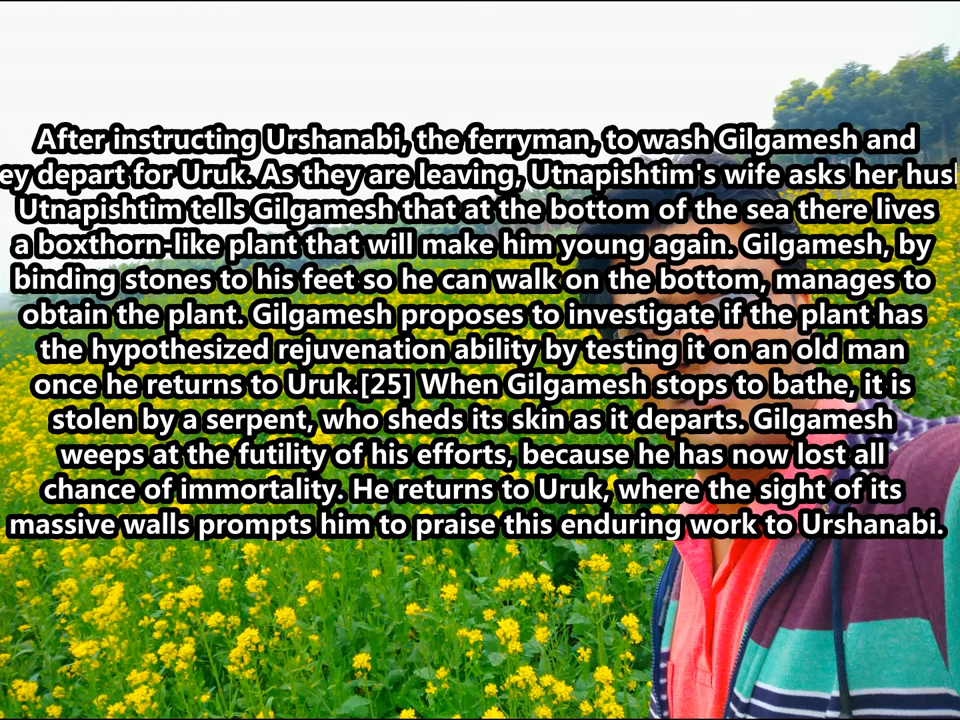 After instructing Urshanabi, the ferryman, to wash Gilgamesh and
depart for Uruk. As they are leaving, Utnapishtim's wife asks her
Utnapishtim tells Gilgamesh that at the bottom of the sea there lives
a boxthorn-like plant that will make him young again. Gilgamesh, by
binding stones to his feet so he can walk on the bottom, manages to
obtain the plant. Gilgamesh proposes to investigate if the plant has
the hypothesized rejuvenation ability by testing it on an old man
once he returns to Uruk.[25] When Gilgamesh stops to bathe, it is
stolen by a serpent, who sheds its skin as it departs. Gilgamesh
weeps at the futility of his efforts, because he has now lost all
chance of immortality. He returns to Uruk, where the sight of its
massive walls prompts him to praise this enduring work to Urshanabi.